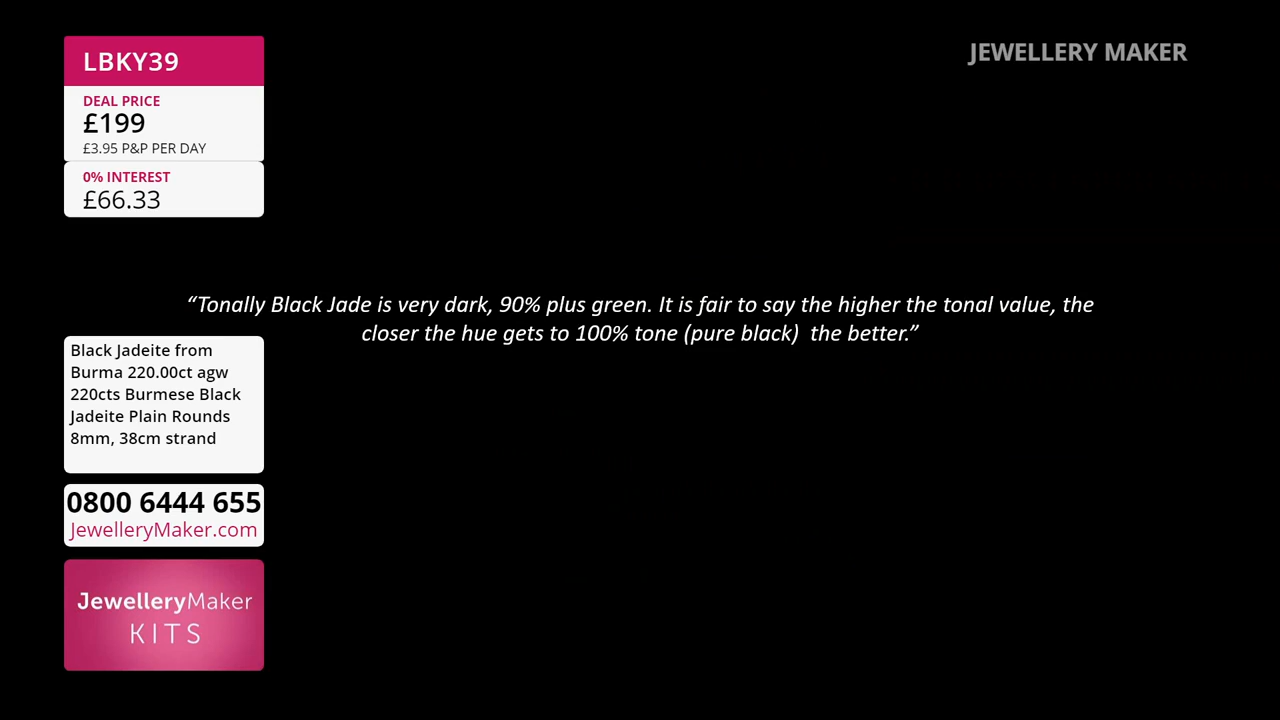 LBKY39
DEAL PRICE
£199
£3.95 P&P PER DAY
0% INTEREST
£66.33
JEWELLERY MAKER
“Tonally Black Jade is very dark, 90% plus green. It is fair to say the higher the tonal value, the
closer the hue gets to 100% tone (pure black)  the better.”
Black Jadeite from
Burma 220.00ct agw
220cts Burmese Black
Jadeite Plain Rounds
8mm, 38cm strand
0800 6444 655
JewelleryMaker.com
JewelleryMaker
KITS